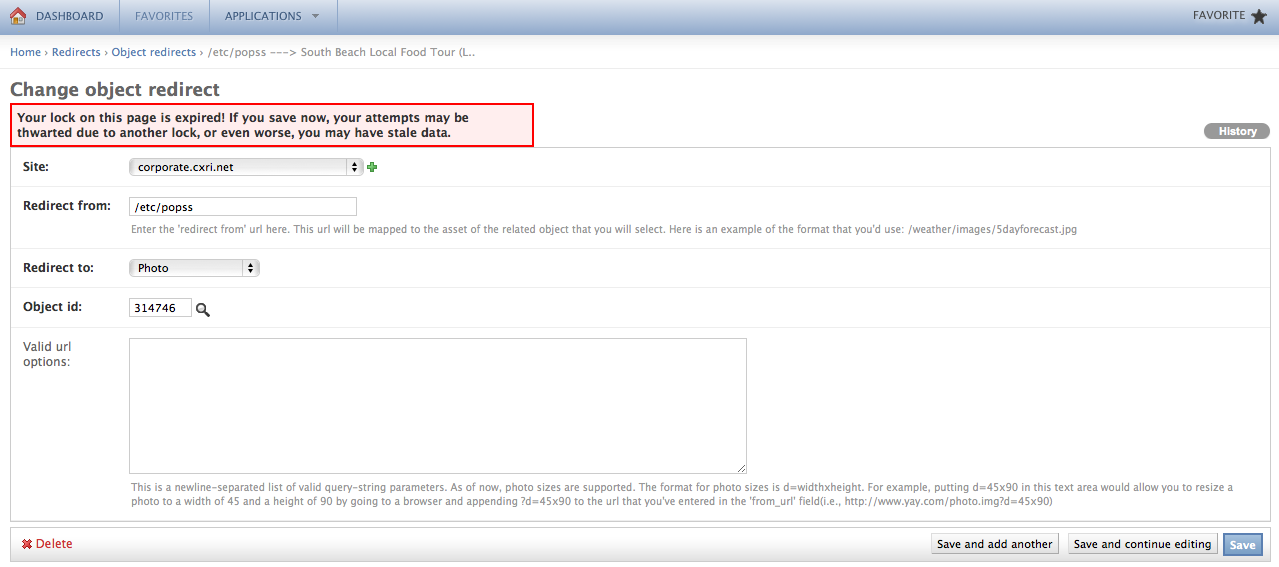 DASHBOARD FAVORITES APPLICATIONS FAVORITE
Home › Redirects › Object redirects › /etc/popss ---> South Beach Local Food Tour (L..
Change object redirect
Your lock on this page is expired! If you save now, your attempts may be
thwarted due to another lock, or even worse, you may have stale data.
History
Site: corporate.cxri.net
Redirect from: /etc/popss
Enter the 'redirect from' url here. This url will be mapped to the asset of the related object that you will select. Here is an example of the format that you'd use: /weather/images/5dayforecast.jpg
Redirect to: Photo
Object id: 314746
Valid url
options:
This is a newline-separated list of valid query-string parameters. As of now, photo sizes are supported. The format for photo sizes is d=widthxheight. For example, putting d=45x90 in this text area would allow you to resize a
photo to a width of 45 and a height of 90 by going to a browser and appending ?d=45x90 to the url that you've entered in the 'from_url' field(i.e., http://www.yay.com/photo.img?d=45x90)
Delete Save and add another Save and continue editing Save